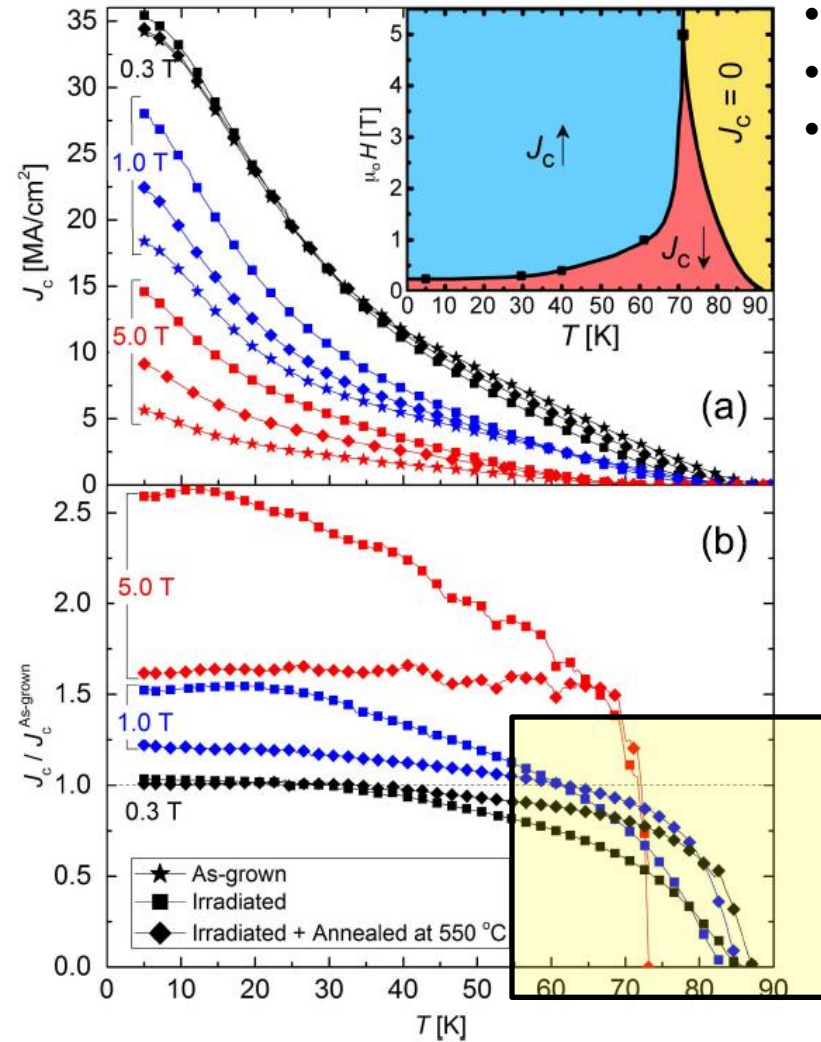 35
30
25
20
15
10
5
0
J_c [MA/cm²]
0.3 T
1.0 T
5.0 T
(a)
5
4
3
2
1
0
μ₀H [T]
J_c ↑
J_c = 0
J_c ↓
0 10 20 30 40 50 60 70 80 90
T [K]
2.5
2.0
1.5
1.0
0.5
0.0
J_c / J_c^As-grown
5.0 T
1.0 T
0.3 T
(b)
As-grown
Irradiated
Irradiated + Annealed at 550 °C
0 10 20 30 40 50 60 70 80 90
T [K]
•
•
•